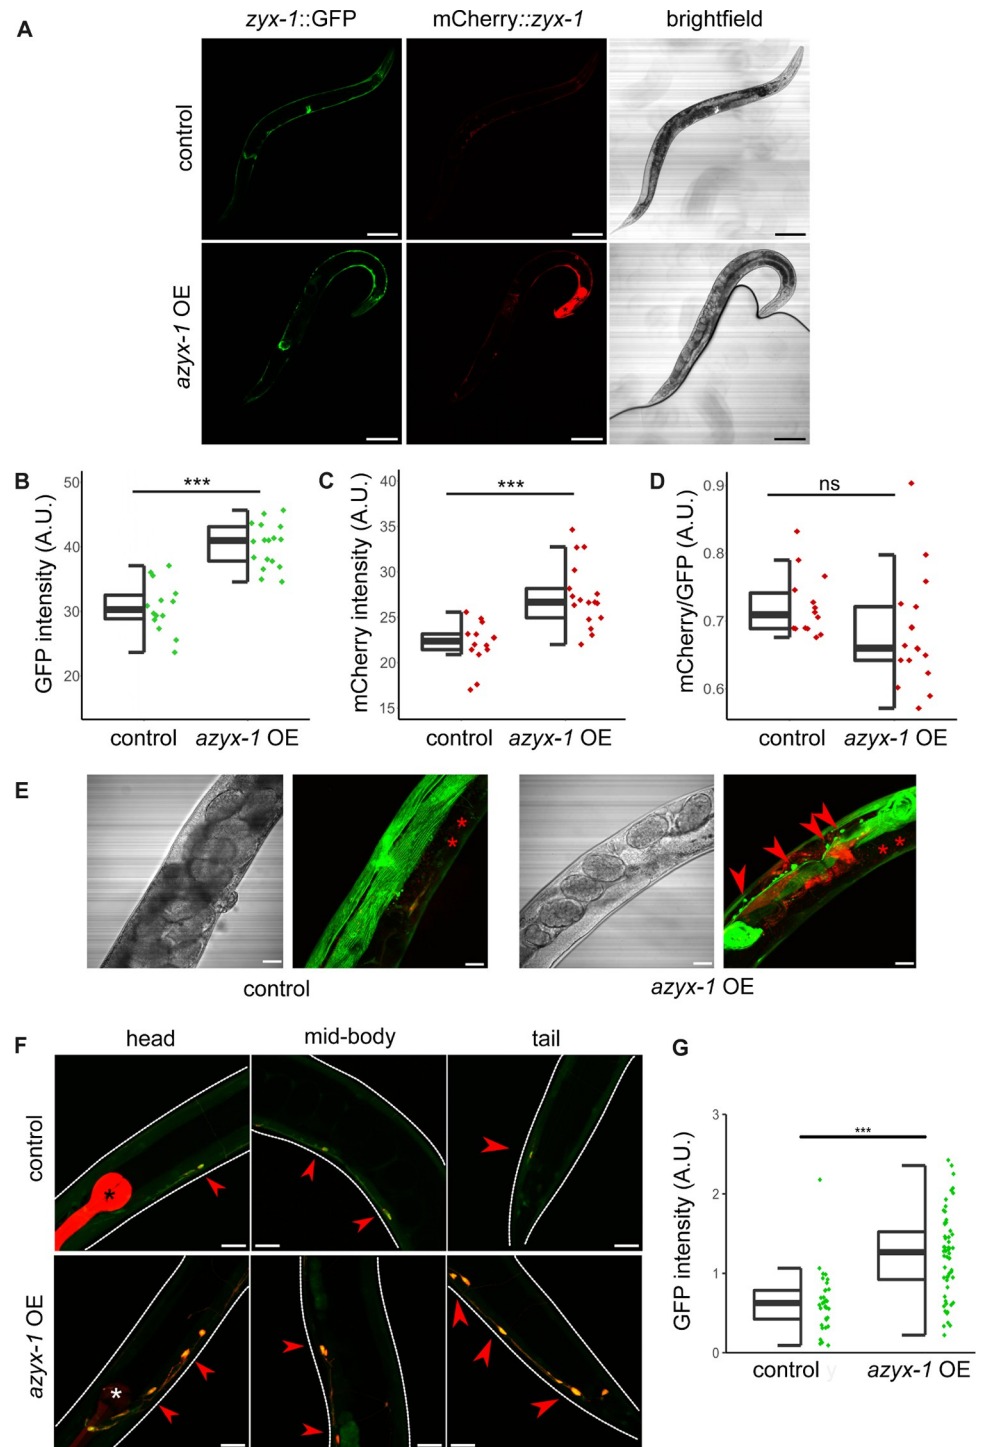 A
zyx-1::GFP
mCherry::zyx-1
brightfield
control
azyx-1 OE
B
GFP intensity (A.U.)
50
40
30
20
***
control
azyx-1 OE
C
mCherry intensity (A.U.)
40
35
30
25
20
15
***
control
azyx-1 OE
D
mCherry/GFP (A.U.)
0.9
0.8
0.7
0.6
ns
control
azyx-1 OE
E
* *
* *
control
azyx-1 OE
F
head
mid-body
tail
control
*
azyx-1 OE
*
G
GFP intensity (A.U.)
3
2
1
0
***
control y
azyx-1 OE